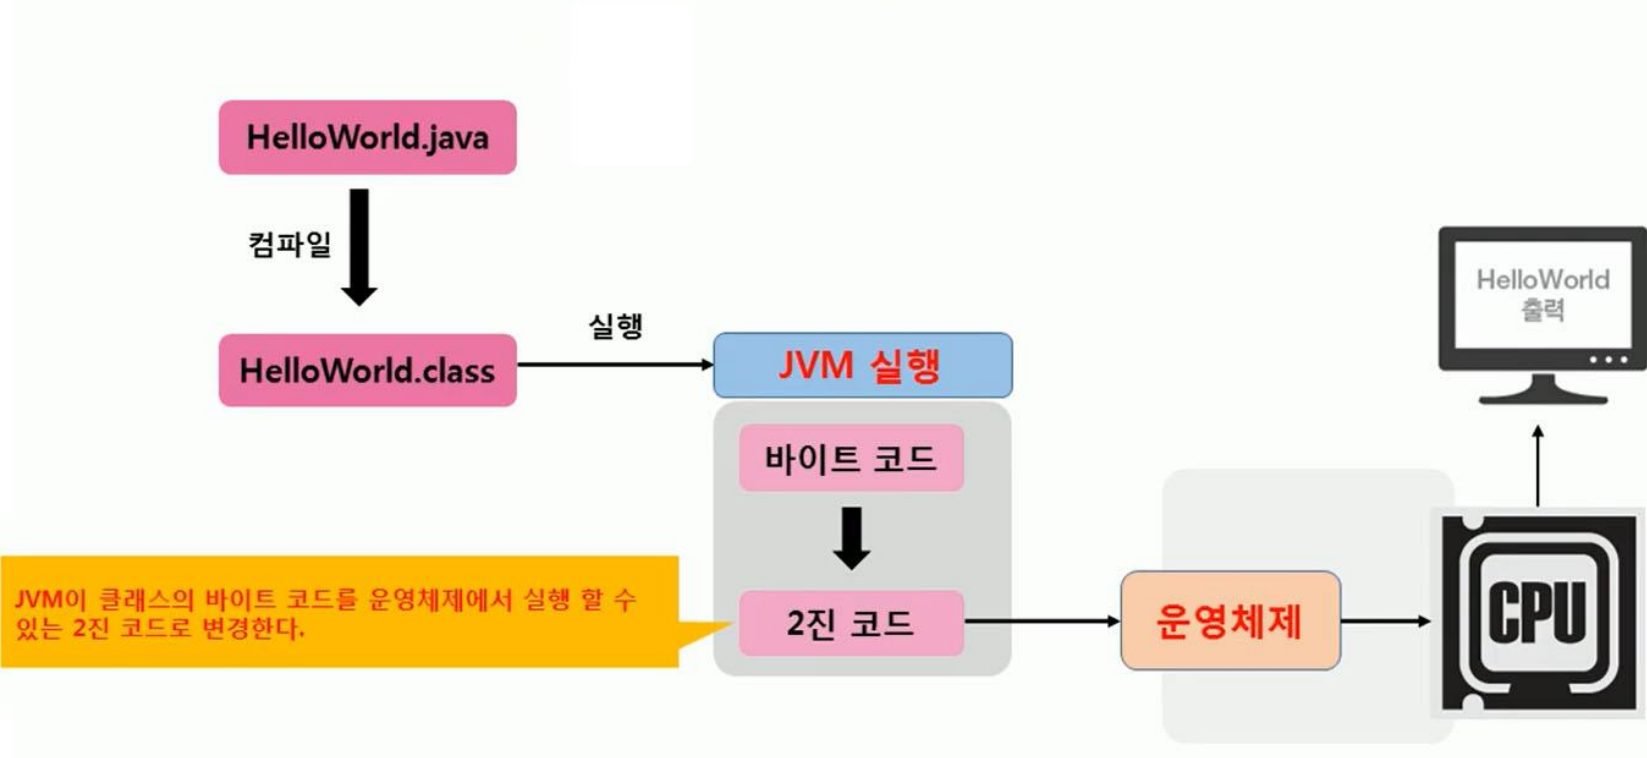 HelloWorld.java
컴파일
HelloWorld.class
실행
JVM 실행
바이트 코드
2진 코드
JVM이 클래스의 바이트 코드를 운영체제에서 실행 할 수
있는 2진 코드로 변경한다.
운영체제
CPU
HelloWorld
출력